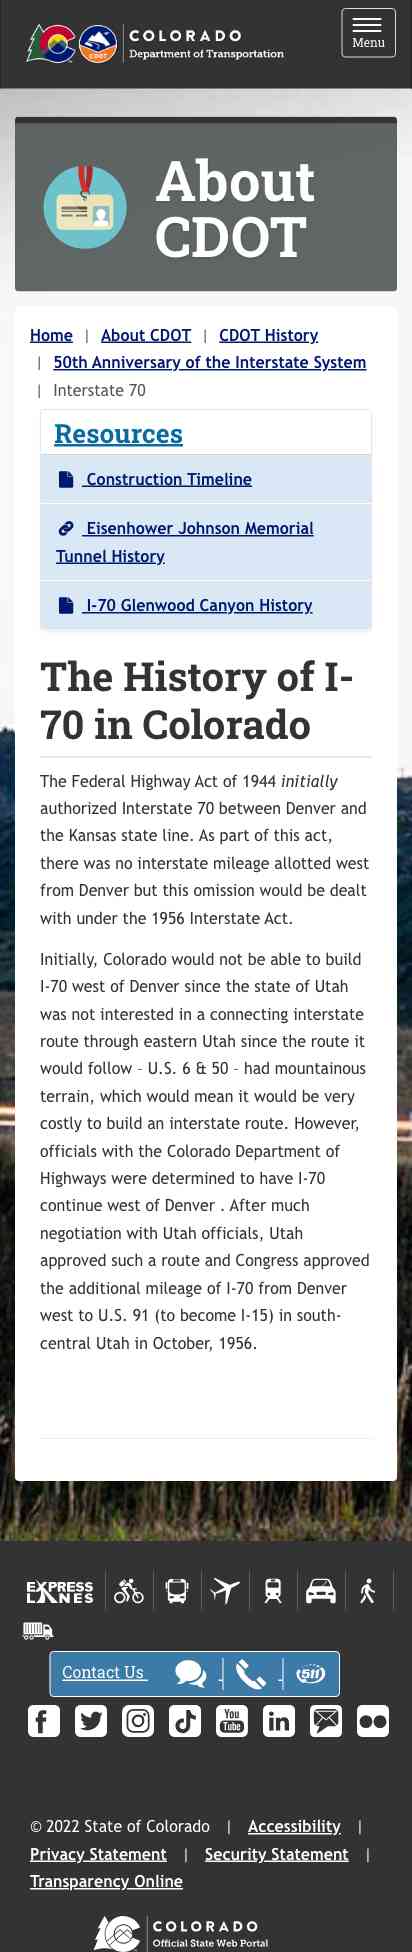 COLORADO
Department of Transportation
CDOT
Menu
About
CDOT
Home | About CDOT | CDOT History
| 50th Anniversary of the Interstate System
| Interstate 70
Resources
Construction Timeline
Eisenhower Johnson Memorial
Tunnel History
I-70 Glenwood Canyon History
The History of I-
70 in Colorado
The Federal Highway Act of 1944 initially
authorized Interstate 70 between Denver and
the Kansas state line. As part of this act,
there was no interstate mileage allotted west
from Denver but this omission would be dealt
with under the 1956 Interstate Act.
Initially, Colorado would not be able to build
I-70 west of Denver since the state of Utah
was not interested in a connecting interstate
route through eastern Utah since the route it
would follow - U.S. 6 & 50 - had mountainous
terrain, which would mean it would be very
costly to build an interstate route. However,
officials with the Colorado Department of
Highways were determined to have I-70
continue west of Denver . After much
negotiation with Utah officials, Utah
approved such a route and Congress approved
the additional mileage of I-70 from Denver
west to U.S. 91 (to become I-15) in south-
central Utah in October, 1956.
EXPRESS
LANES
Contact Us 511
You
Tube
in
© 2022 State of Colorado | Accessibility |
Privacy Statement | Security Statement |
Transparency Online
COLORADO
Official State Web Portal